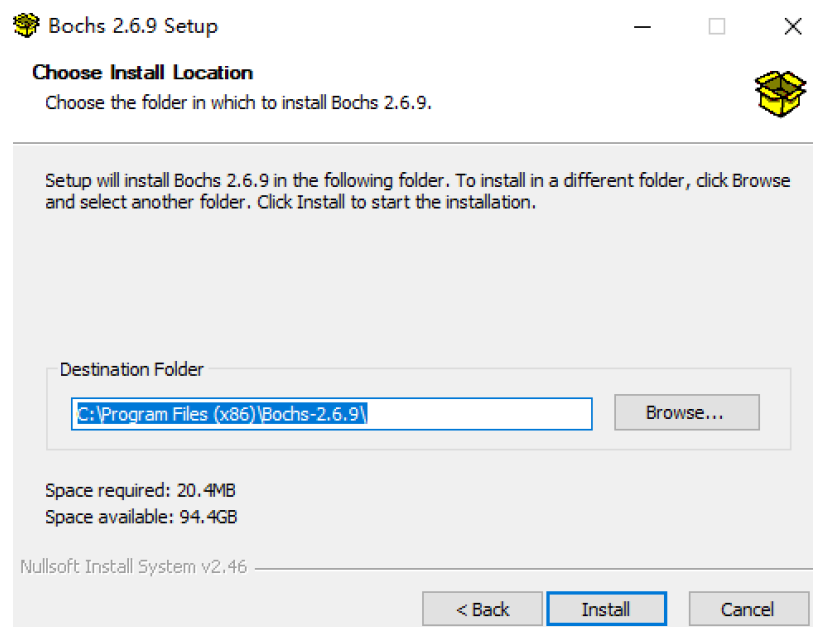 Bochs 2.6.9 Setup
Choose Install Location
Choose the folder in which to install Bochs 2.6.9.
Setup will install Bochs 2.6.9 in the following folder. To install in a different folder, click Browse
and select another folder. Click Install to start the installation.
Destination Folder
C:\Program Files (x86)\Bochs-2.6.9\
Browse...
Space required: 20.4MB
Space available: 94.4GB
Nullsoft Install System v2.46
< Back
Install
Cancel